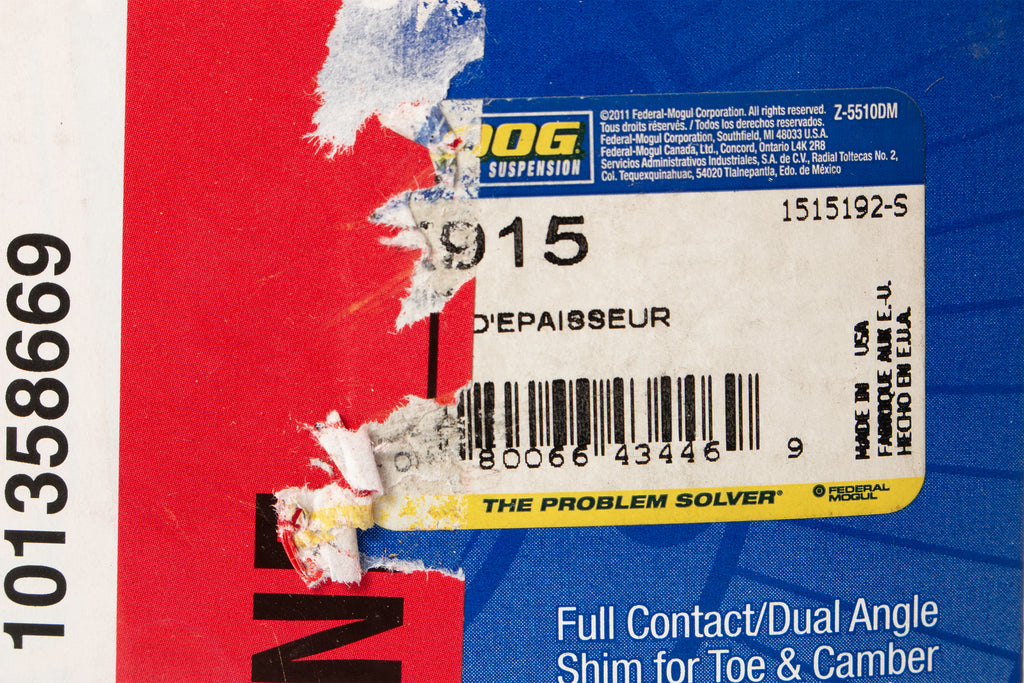 10135869
©2011 Federal-Mogul Corporation. All rights reserved.
Tous droits réservés. / Todos los derechos reservados.
Federal-Mogul Corporation, Southfield, MI 48033 U.S.A.
Federal-Mogul Canada, Ltd., Concord, Ontario L4K 2R8
Servicios Administrativos Industriales, S.A. de C.V., Radial Toltecas No. 2,
Col. Tequexquinahuac, 54020 Tlalnepantla, Edo. de México
Z-5510DM
OOG
SUSPENSION
1515192-S
915
D'EPAISSEUR
MADE IN USA
FABRIQUE AUX E.-U.
HECHO EN E.U.A.
0 80066 43446 9
THE PROBLEM SOLVER®
FEDERAL
MOGUL
N
Full Contact/Dual Angle
Shim for Toe & Camber